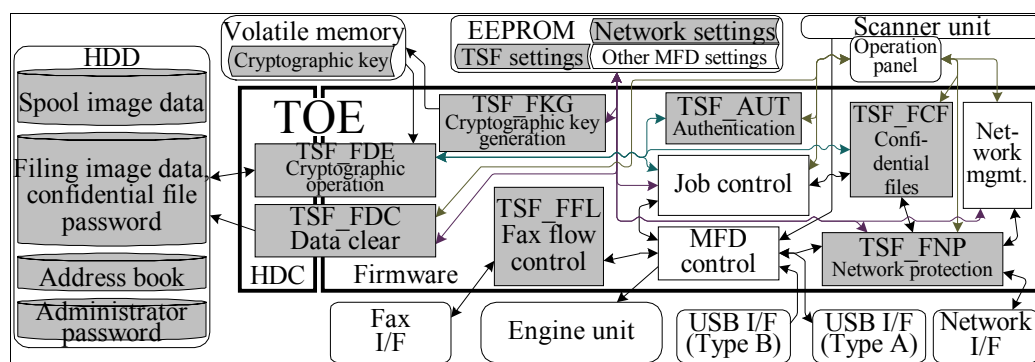 HDD
Spool image data
Filing image data
confidential file
password
Address book
Administrator
password
Volatile memory
Cryptographic key
EEPROM
Network settings
TSF settings
Other MFD settings
Scanner unit
Operation
panel
TOE
HDC
Firmware
TSF_FKG
Cryptographic key
generation
TSF_AUT
Authentication
TSF_FCF
Confi-
dential
files
Net-
work
mgmt.
TSF_FDE
Cryptographic
operation
Job control
TSF_FDC
Data clear
TSF_FFL
Fax flow
control
MFD
control
TSF_FNP
Network protection
Fax
I/F
Engine unit
USB I/F
(Type B)
USB I/F
(Type A)
Network
I/F